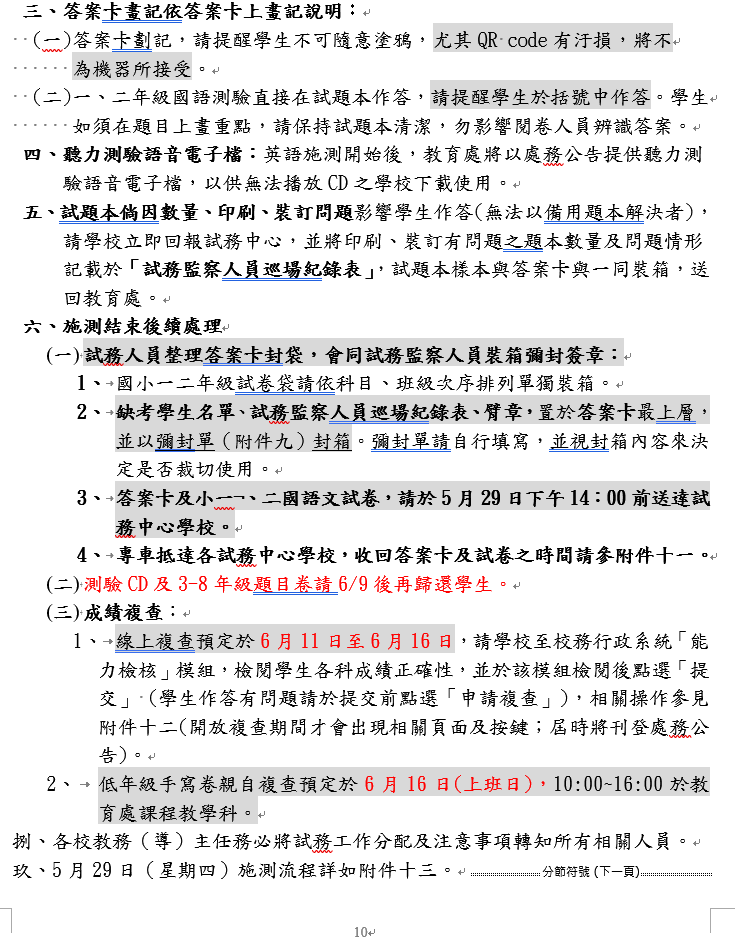 三、答案卡畫記依答案卡上畫記說明：
(一)答案卡劃記，請提醒學生不可隨意塗鴉，尤其QR code有汙損，將不
為機器所接受。
(二)一、二年級國語測驗直接在試題本作答，請提醒學生於括號中作答。學生
如須在題目上畫重點，請保持試題本清潔，勿影響閱卷人員辨識答案。
四、聽力測驗語音電子檔：英語施測開始後，教育處將以處務公告提供聽力測
驗語音電子檔，以供無法播放CD之學校下載使用。
五、試題本倘因數量、印刷、裝訂問題影響學生作答(無法以備用題本解決者)，
請學校立即回報試務中心，並將印刷、裝訂有問題之題本數量及問題情形
記載於「試務監察人員巡場紀錄表」，試題本樣本與答案卡與一同裝箱，送
回教育處。
六、施測結束後續處理
(一)試務人員整理答案卡封袋，會同試務監察人員裝箱彌封簽章：
1、國小一二年級試卷袋請依科目、班級次序排列單獨裝箱。
2、缺考學生名單、試務監察人員巡場紀錄表、臂章，置於答案卡最上層，
並以彌封單（附件九）封箱。彌封單請自行填寫，並視封箱內容來決
定是否裁切使用。
3、答案卡及小一、二國語文試卷，請於5月29日下午14：00前送達試
務中心學校。
4、專車抵達各試務中心學校，收回答案卡及試卷之時間請參附件十一。
(二)測驗CD及3-8年級題目卷請6/9後再歸還學生。
(三)成績複查：
1、線上複查預定於6月11日至6月16日，請學校至校務行政系統「能
力檢核」模組，檢閱學生各科成績正確性，並於該模組檢閱後點選「提
交」(學生作答有問題請於提交前點選「申請複查」)，相關操作參見
附件十二(開放複查期間才會出現相關頁面及按鍵；屆時將刊登處務公
告)。
2、低年級手寫卷親自複查預定於6月16日(上班日)，10:00~16:00於教
育處課程教學科。
捌、各校教務（導）主任務必將試務工作分配及注意事項轉知所有相關人員。
玖、5月29日（星期四）施測流程詳如附件十三。分節符號 (下一頁)
10